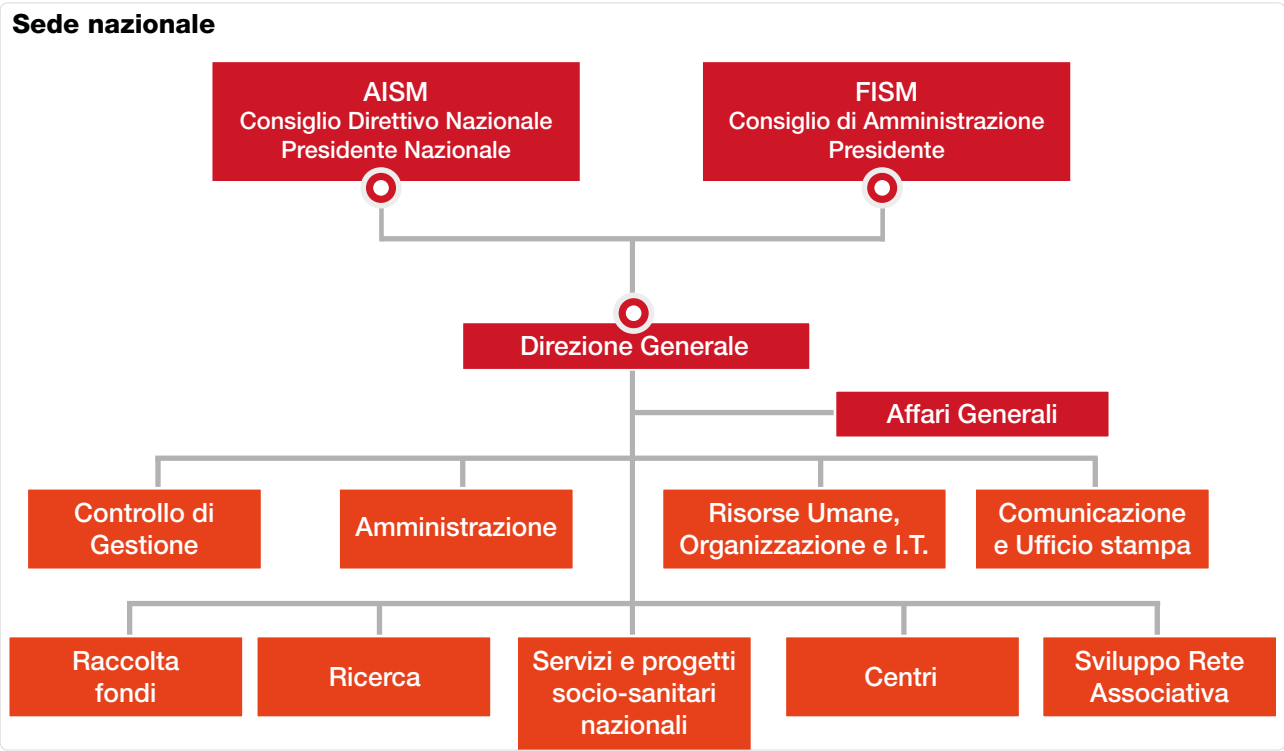 Sede nazionale
AISM
Consiglio Direttivo Nazionale
Presidente Nazionale
FISM
Consiglio di Amministrazione
Presidente
Direzione Generale
Affari Generali
Controllo di
Gestione
Amministrazione
Risorse Umane,
Organizzazione e I.T.
Comunicazione
e Ufficio stampa
Raccolta
fondi
Ricerca
Servizi e progetti
socio-sanitari
nazionali
Centri
Sviluppo Rete
Associativa